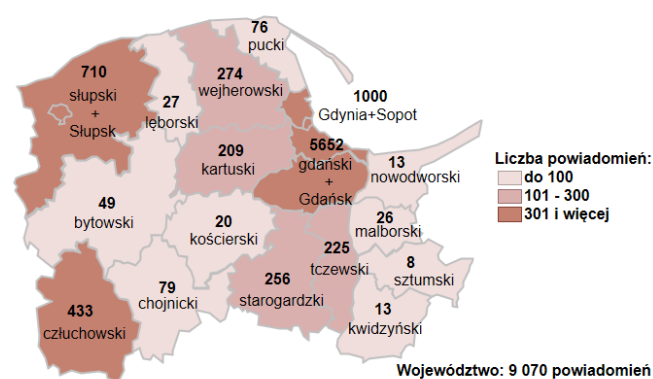 76
pucki
710
słupski
+
Słupsk
274
wejherowski
27
lęborski
1000
Gdynia+Sopot
209
kartuski
5652
gdański
+
Gdańsk
13
nowodworski
49
bytowski
20
kościerski
26
malborski
225
tczewski
8
sztumski
256
starogardzki
79
chojnicki
433
człuchowski
13
kwidzyński
Liczba powiadomień:
do 100
101 - 300
301 i więcej
Województwo: 9 070 powiadomień